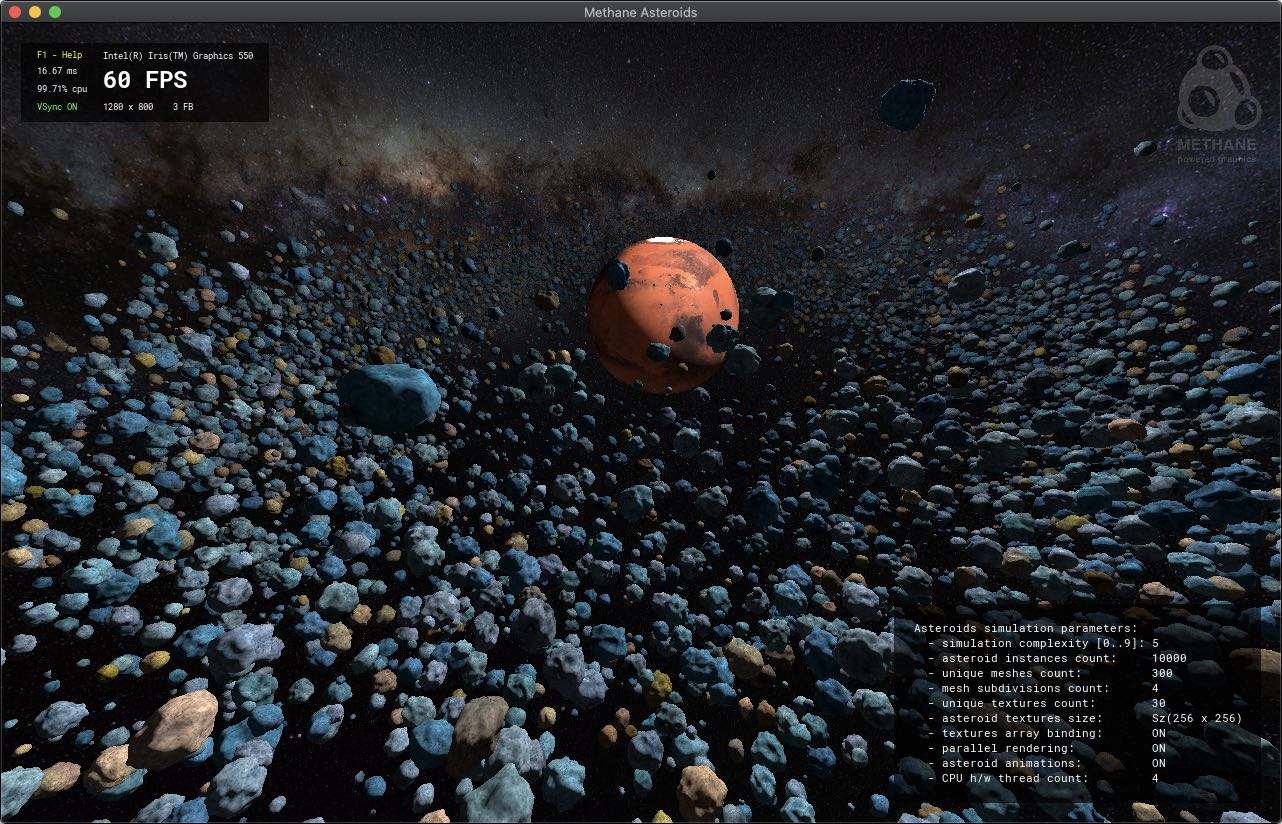 Methane Asteroids
F1 - Help
Intel(R) Iris(TM) Graphics 550
16.67 ms
60 FPS
99.71% cpu
VSync ON
1280 x 800 3 FB
METHANE
powered graphics
Asteroids simulation parameters:
- simulation complexity [0..9]: 5
- asteroid instances count: 10000
- unique meshes count: 300
- mesh subdivisions count: 4
- unique textures count: 30
- asteroid textures size: Sz(256 x 256)
- textures array binding: ON
- parallel rendering: ON
- asteroid animations: ON
- CPU h/w thread count: 4